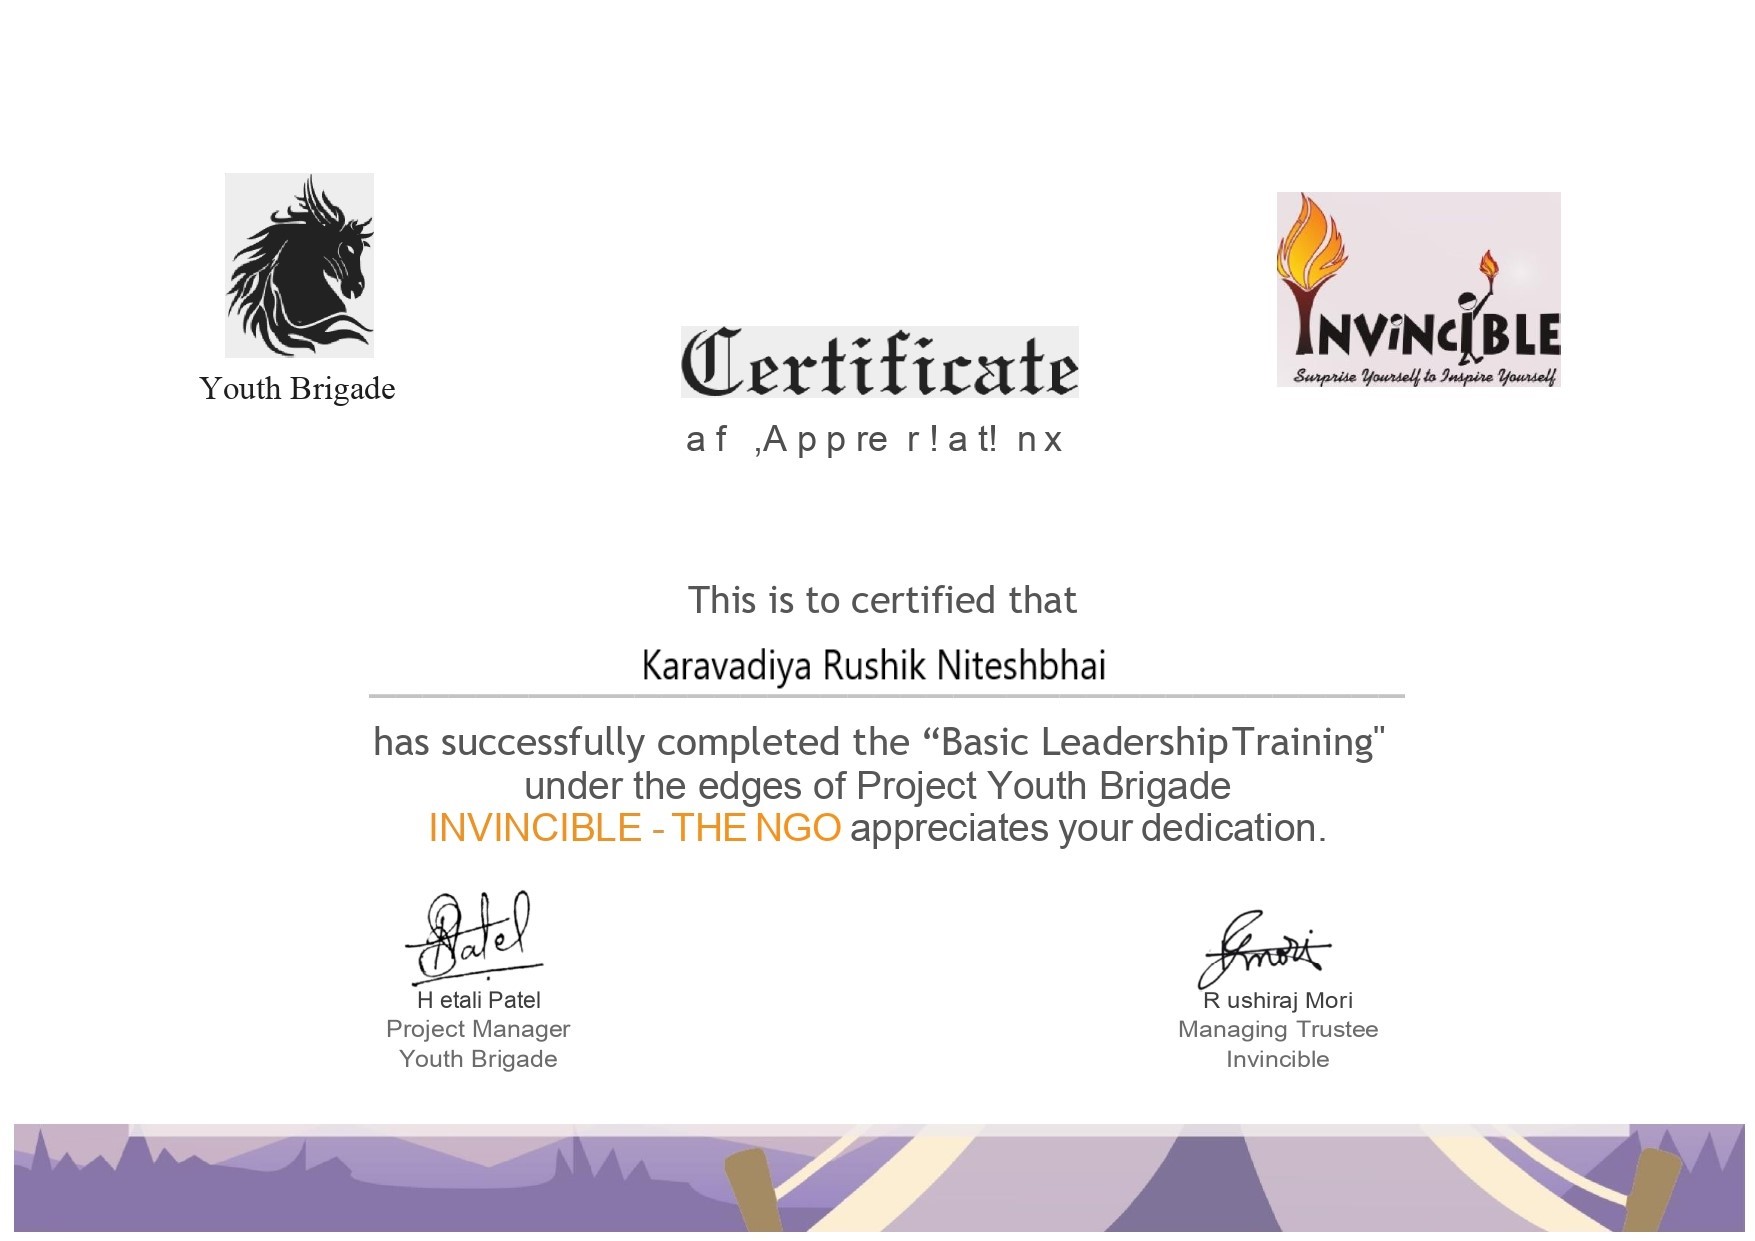 Youth Brigade
INVINCIBLE
Surprise Yourself to Inspire Yourself
Certificate
af ,Appre r!at! nx
This is to certified that
Karavadiya Rushik Niteshbhai
has successfully completed the “Basic Leadership Training"
under the edges of Project Youth Brigade
INVINCIBLE - THE NGO appreciates your dedication.
Patel
Gmori
H etali Patel
R ushiraj Mori
Project Manager
Managing Trustee
Youth Brigade
Invincible